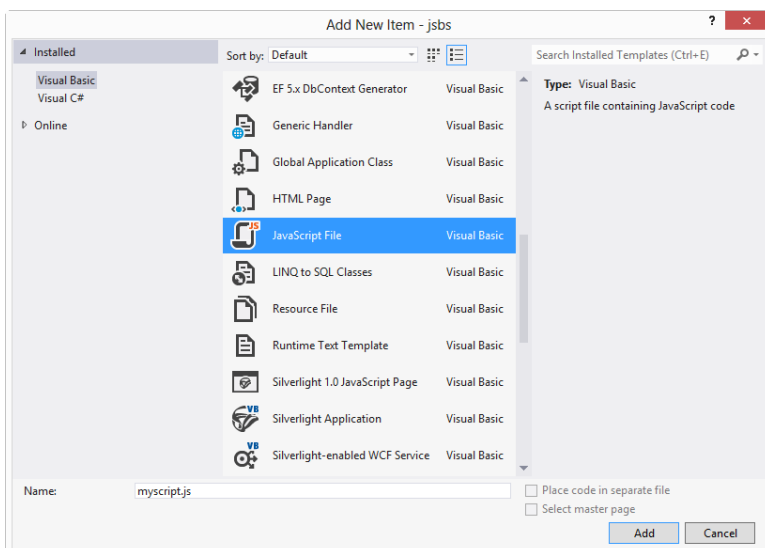 Add New Item - jsbs
?
Installed
Sort by: Default
Search Installed Templates (Ctrl+E)
Visual Basic
Visual C#
Online
EF 5.x DbContext Generator Visual Basic
Generic Handler Visual Basic
Global Application Class Visual Basic
HTML Page Visual Basic
JS
JavaScript File Visual Basic
LINQ to SQL Classes Visual Basic
Resource File Visual Basic
Runtime Text Template Visual Basic
Silverlight 1.0 JavaScript Page Visual Basic
VB
Silverlight Application Visual Basic
VB
Silverlight-enabled WCF Service Visual Basic
Type: Visual Basic
A script file containing JavaScript code
Name: myscript.js
Place code in separate file
Select master page
Add Cancel